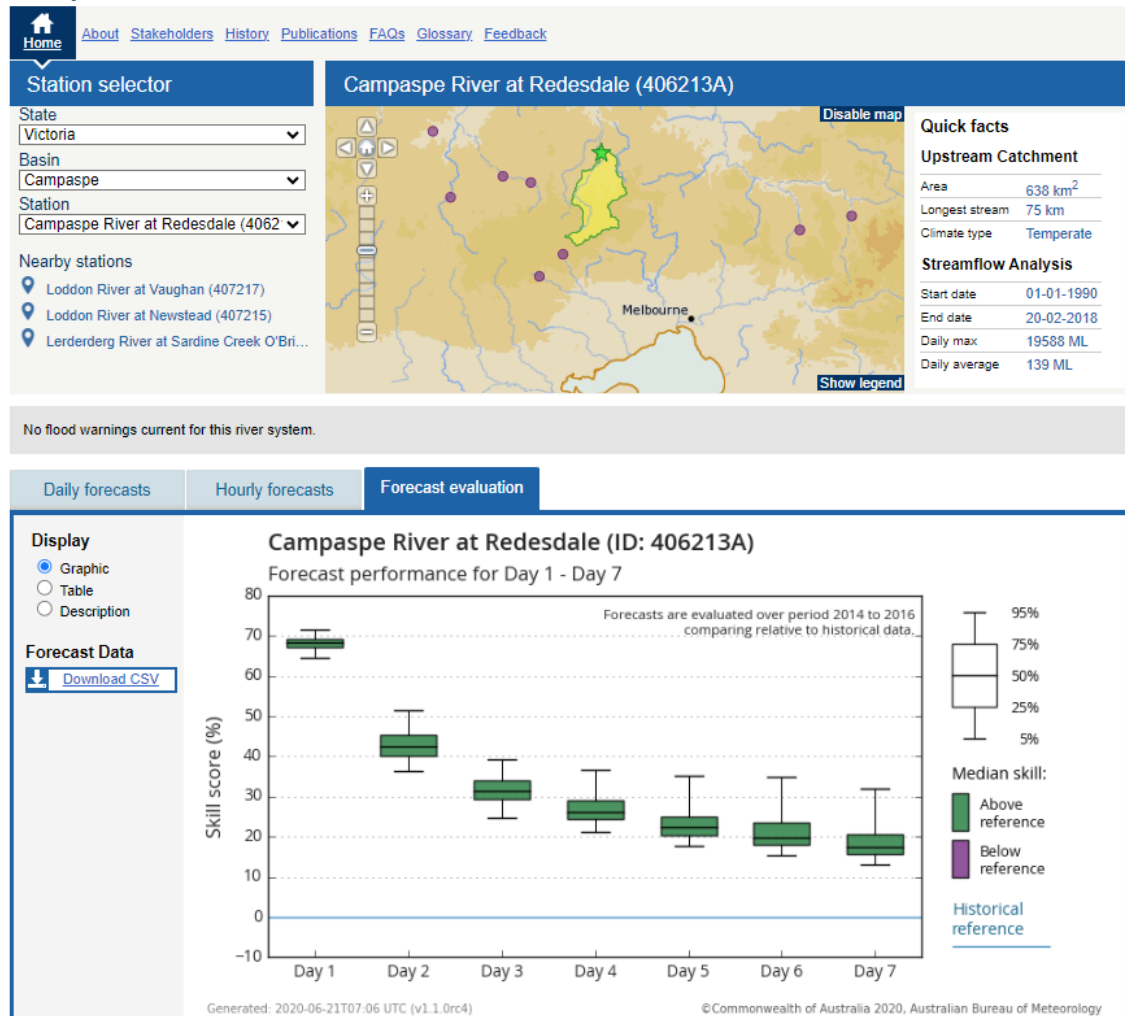 Home
About Stakeholders History Publications FAQs Glossary Feedback
Station selector
State
Victoria
Basin
Campaspe
Station
Campaspe River at Redesdale (4062
Nearby stations
Loddon River at Vaughan (407217)
Loddon River at Newstead (407215)
Lerderderg River at Sardine Creek O'Bri...
Campaspe River at Redesdale (406213A)
Disable map
Melbourne
Show legend
Quick facts
Upstream Catchment
Area 638 km²
Longest stream 75 km
Climate type Temperate
Streamflow Analysis
Start date 01-01-1990
End date 20-02-2018
Daily max 19588 ML
Daily average 139 ML
No flood warnings current for this river system.
Daily forecasts Hourly forecasts Forecast evaluation
Display
Graphic
Table
Description
Forecast Data
Download CSV
Campaspe River at Redesdale (ID: 406213A)
Forecast performance for Day 1 - Day 7
Forecasts are evaluated over period 2014 to 2016
comparing relative to historical data.
Skill score (%)
80
70
60
50
40
30
20
10
0
−10
Day 1 Day 2 Day 3 Day 4 Day 5 Day 6 Day 7
95%
75%
50%
25%
5%
Median skill:
Above
reference
Below
reference
Historical
reference
Generated: 2020-06-21T07:06 UTC (v1.1.0rc4)
©Commonwealth of Australia 2020, Australian Bureau of Meteorology